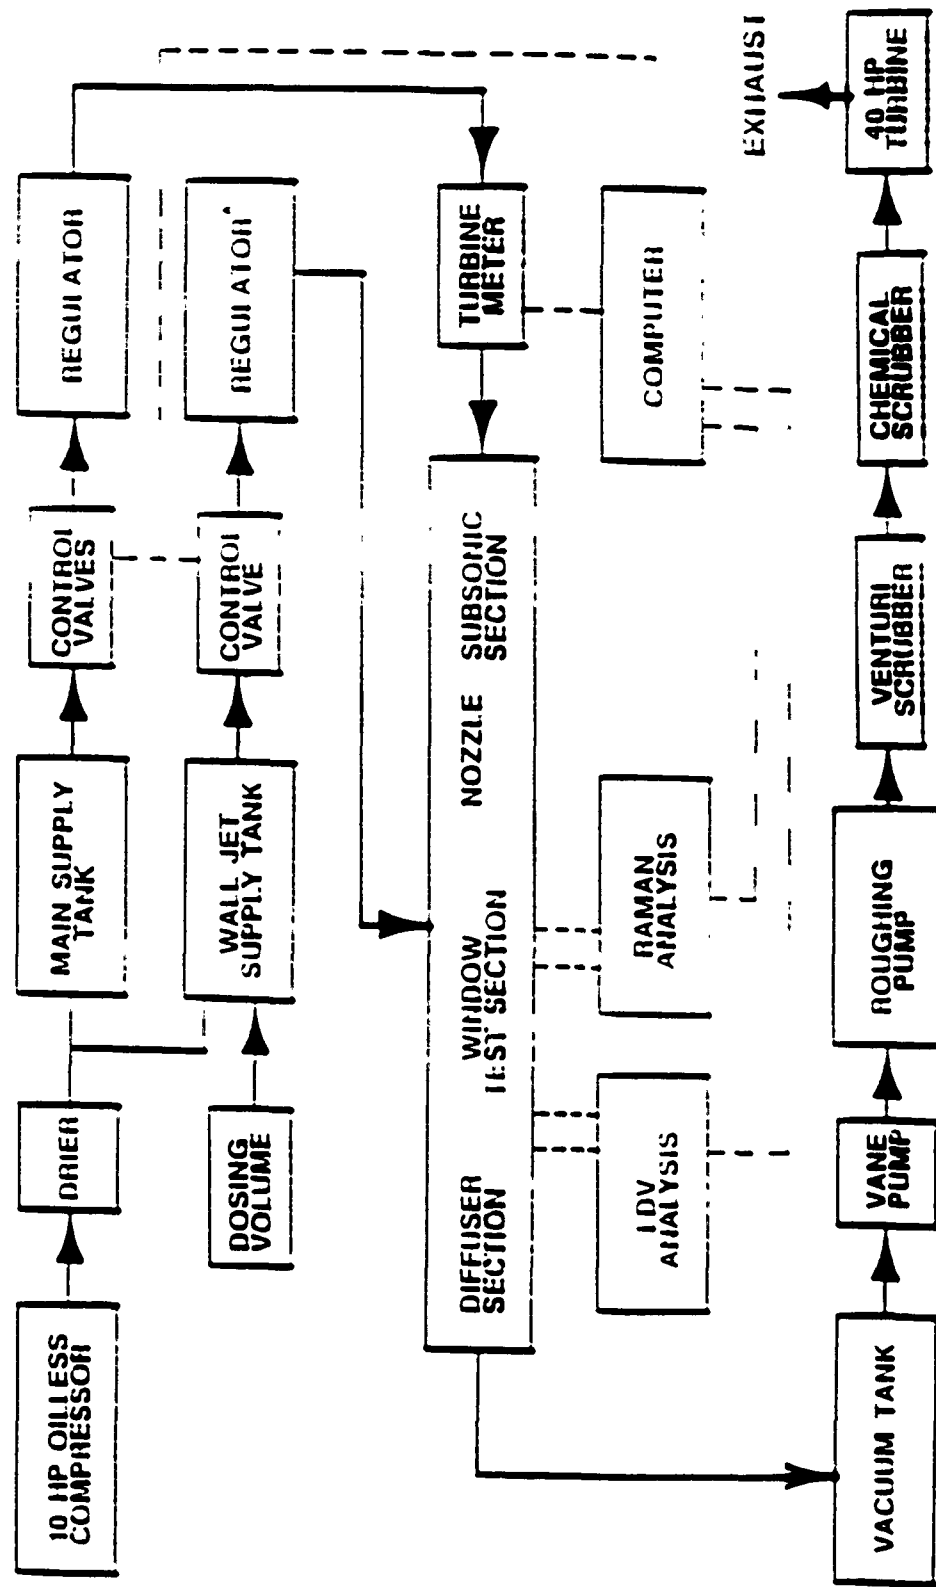 10 HP OILLESS
COMPRESSOR
DRIER
MAIN SUPPLY
TANK
CONTROL
VALVES
REGULATOR
DOSING
VOLUME
WALL JET
SUPPLY TANK
CONTROL
VALVE
REGULATOR
DIFFUSER
SECTION
WINDOW
TEST SECTION
NOZZLE
SUBSONIC
SECTION
TURBINE
METER
LDV
ANALYSIS
RAMAN
ANALYSIS
COMPUTER
EXHAUST
VACUUM TANK
VANE
PUMP
ROUGHING
PUMP
VENTURI
SCRUBBER
CHEMICAL
SCRUBBER
40 HP
TURBINE